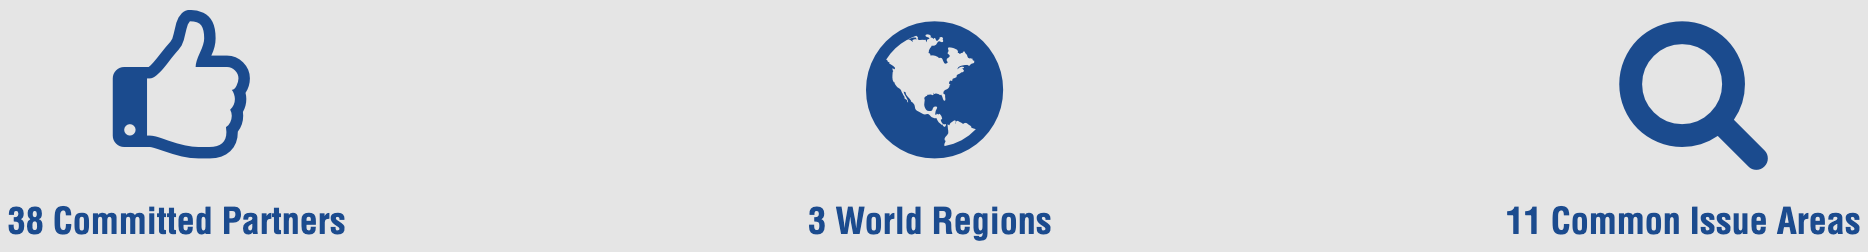 38 Committed Partners
3 World Regions
11 Common Issue Areas